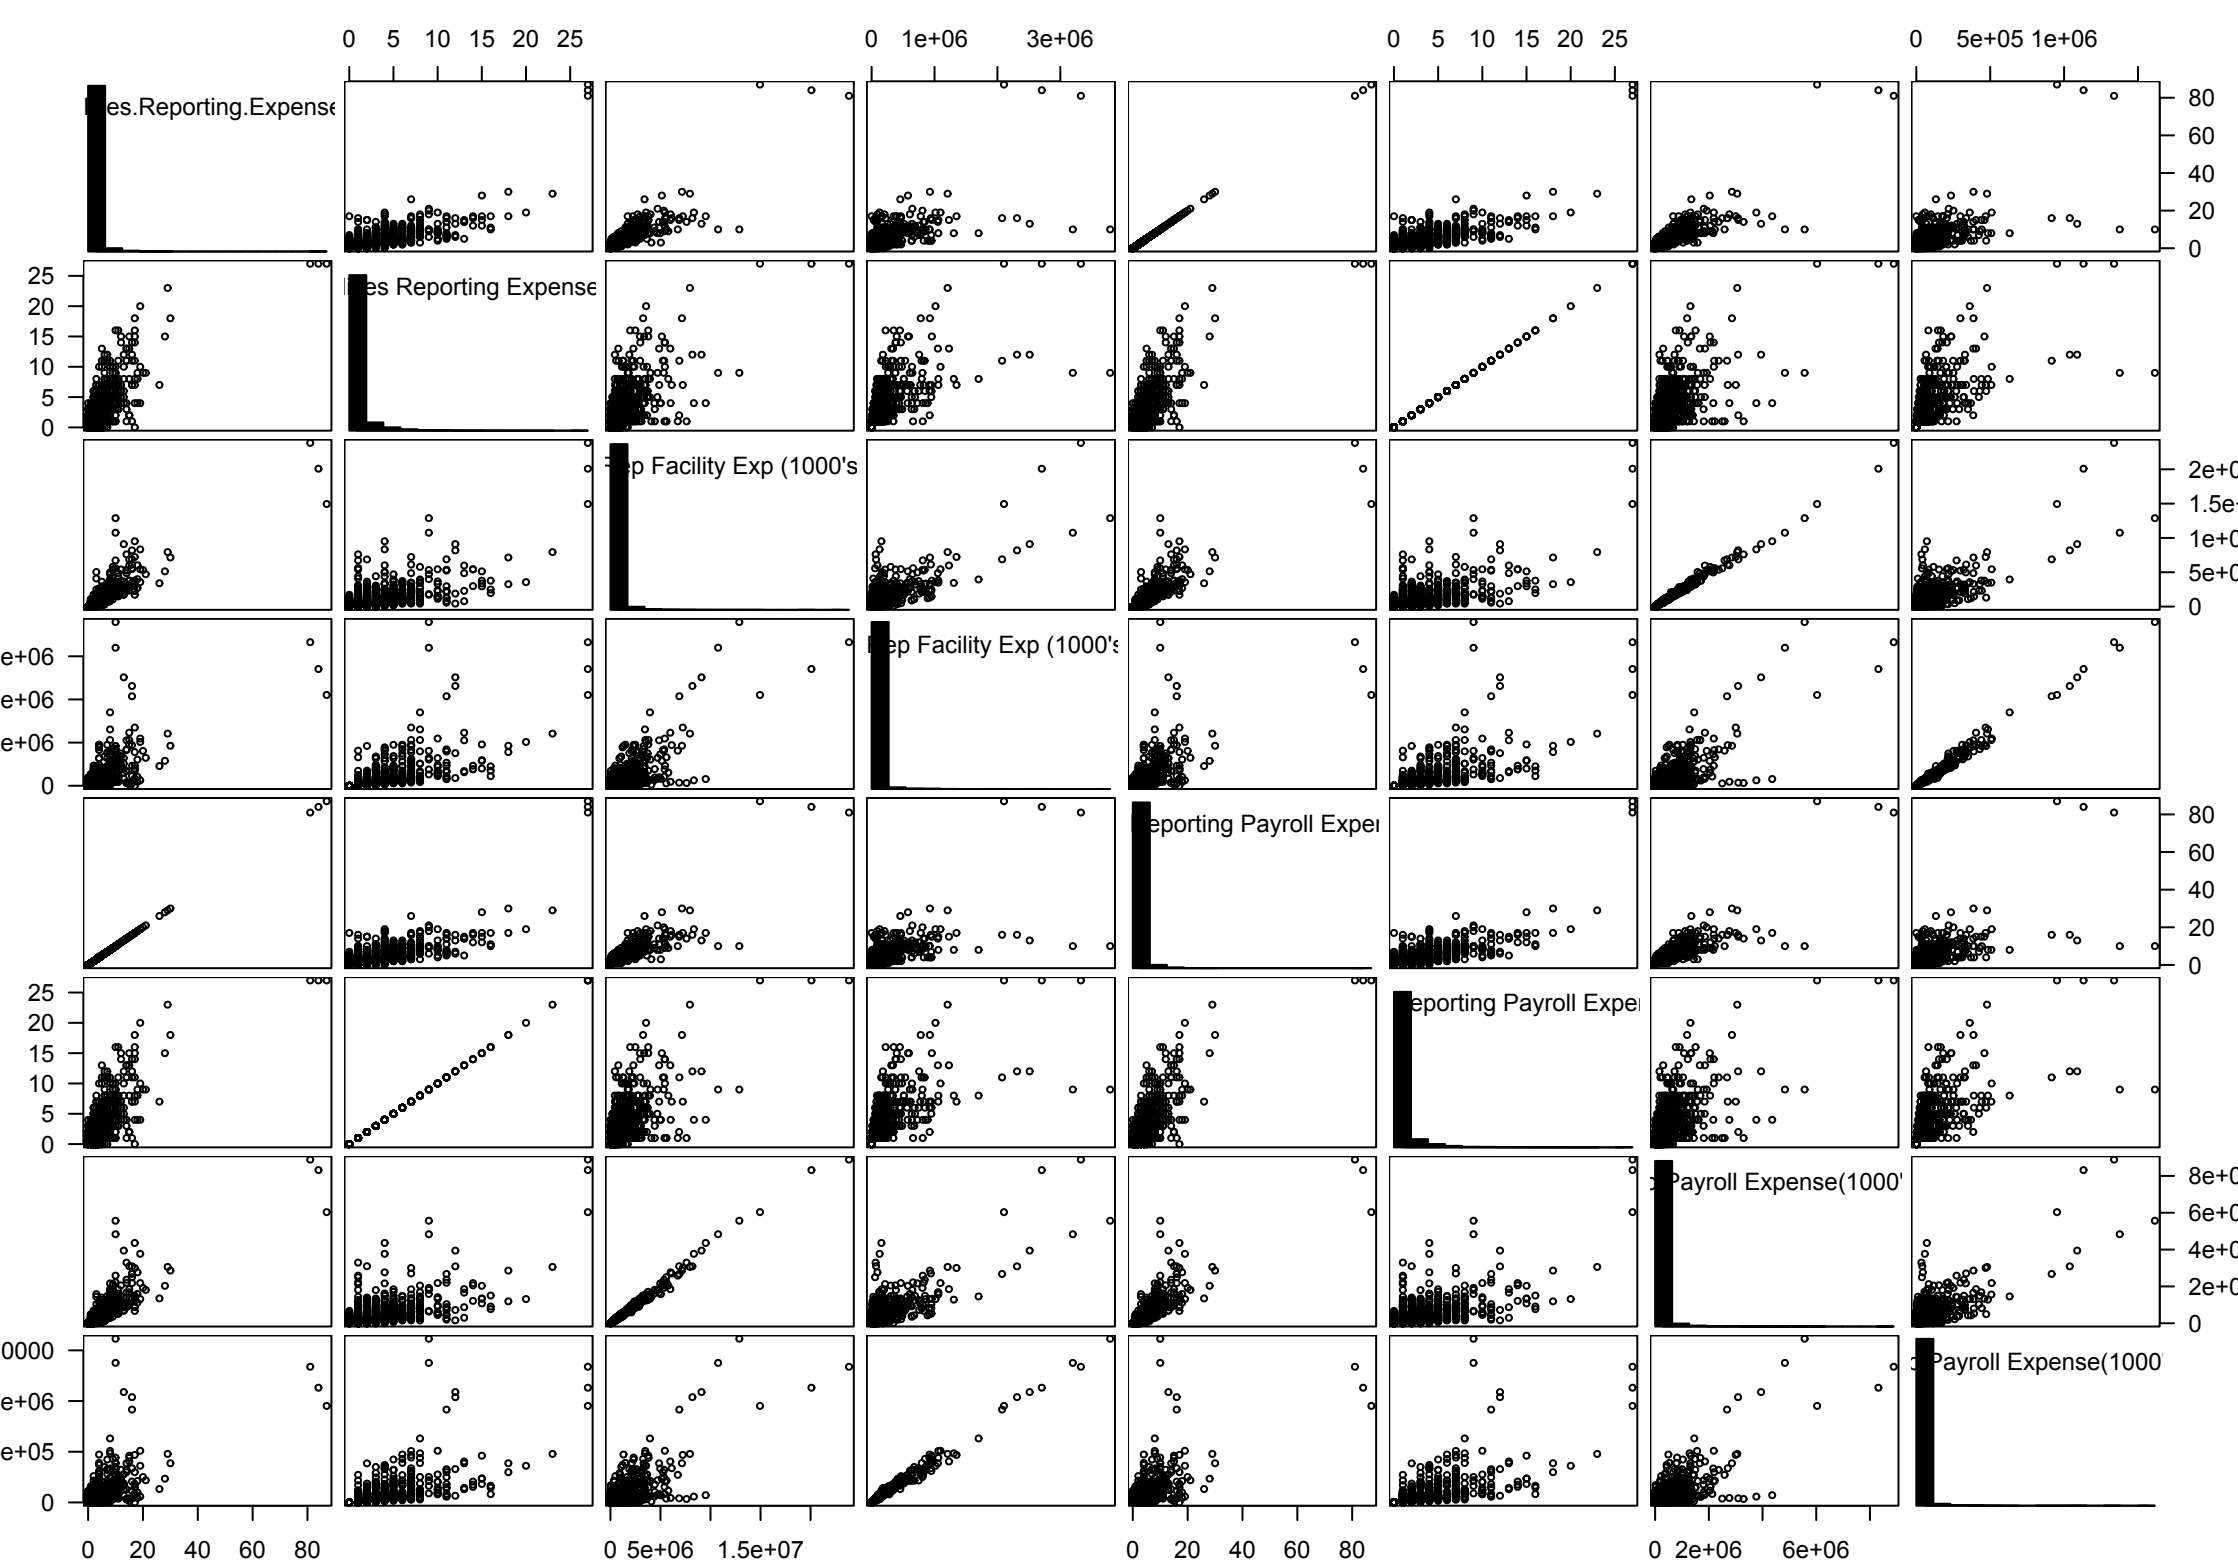 0 5 10 15 20 25 0 1e+06 3e+06 0 5 10 15 20 25 0 5e+05 1e+06
es.Reporting.Expense
80
60
40
20
0
25
20
15
10
5
0
es Reporting Expense
ep Facility Exp (1000's
2e+0
1.5e-
1e+0
5e+0
0
e+06
e+06
e+06
0
ep Facility Exp (1000's
eporting Payroll Exper
80
60
40
20
0
25
20
15
10
5
0
eporting Payroll Exper
Payroll Expense(1000'
8e+0
6e+0
4e+0
2e+0
0
0000
e+06
e+05
0
Payroll Expense(1000'
0 20 40 60 80 0 5e+06 1.5e+07 0 20 40 60 80 0 2e+06 6e+06